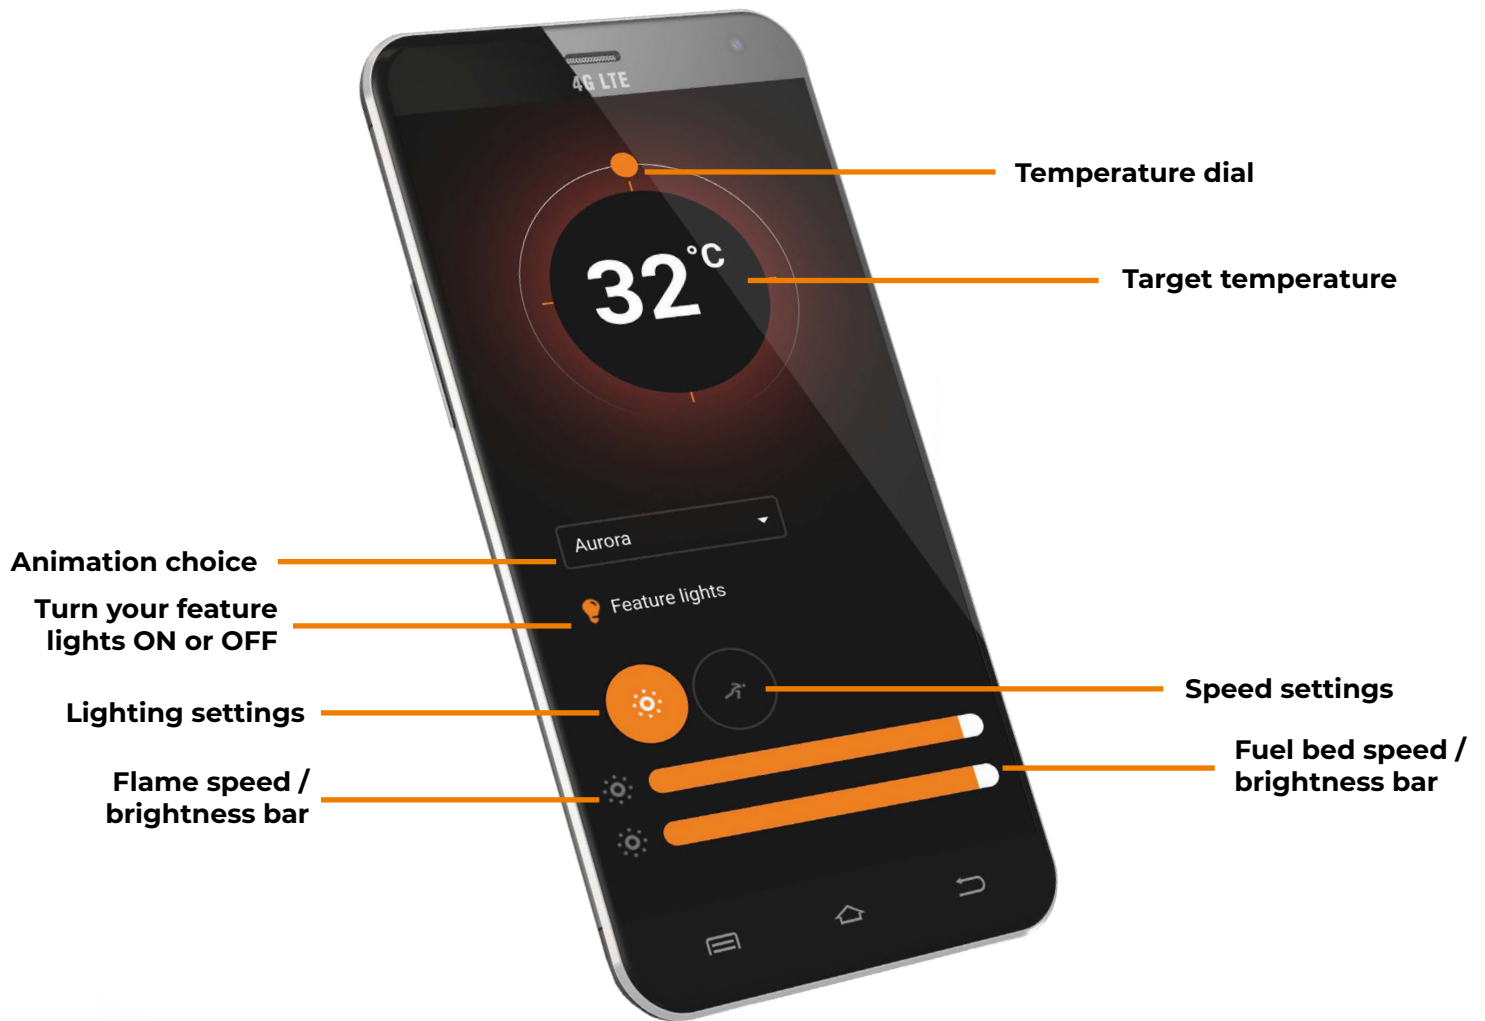 4G LTE
Temperature dial
32°C
Target temperature
Aurora
Animation choice
Feature lights
Turn your feature
lights ON or OFF
Lighting settings
Speed settings
Flame speed /
brightness bar
Fuel bed speed /
brightness bar